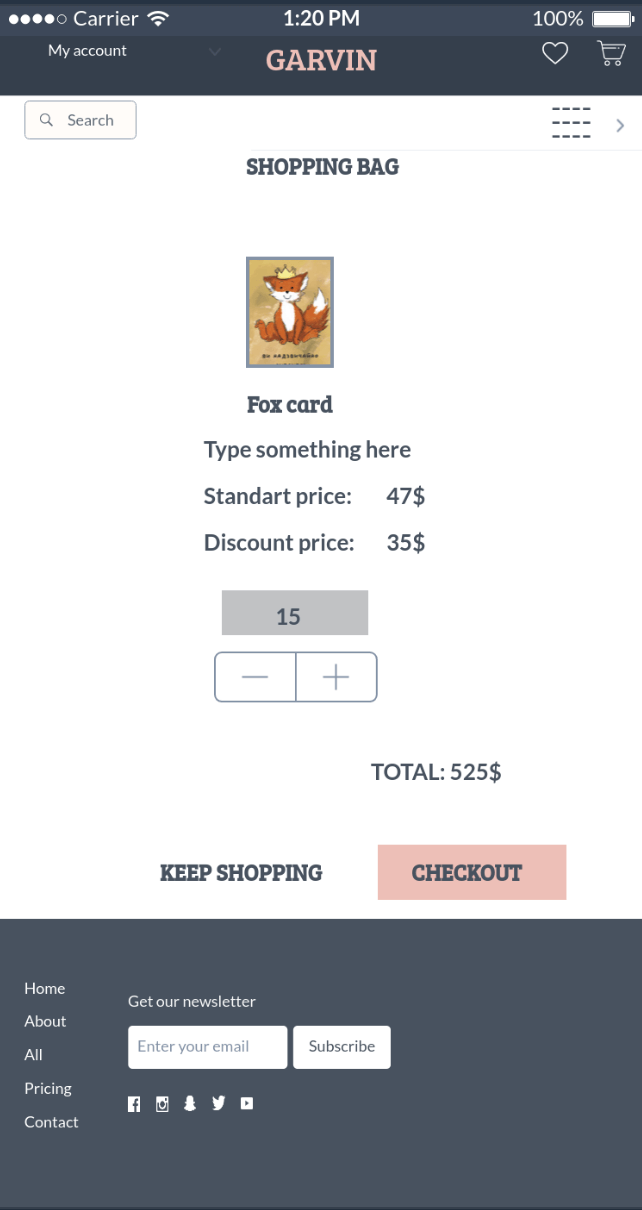 Carrier 1:20 PM 100%
My account
GARVIN
Search
SHOPPING BAG
Fox card
Type something here
Standart price: 47$
Discount price: 35$
15
TOTAL: 525$
KEEP SHOPPING CHECKOUT
Home
About
All
Pricing
Contact
Get our newsletter
Enter your email Subscribe